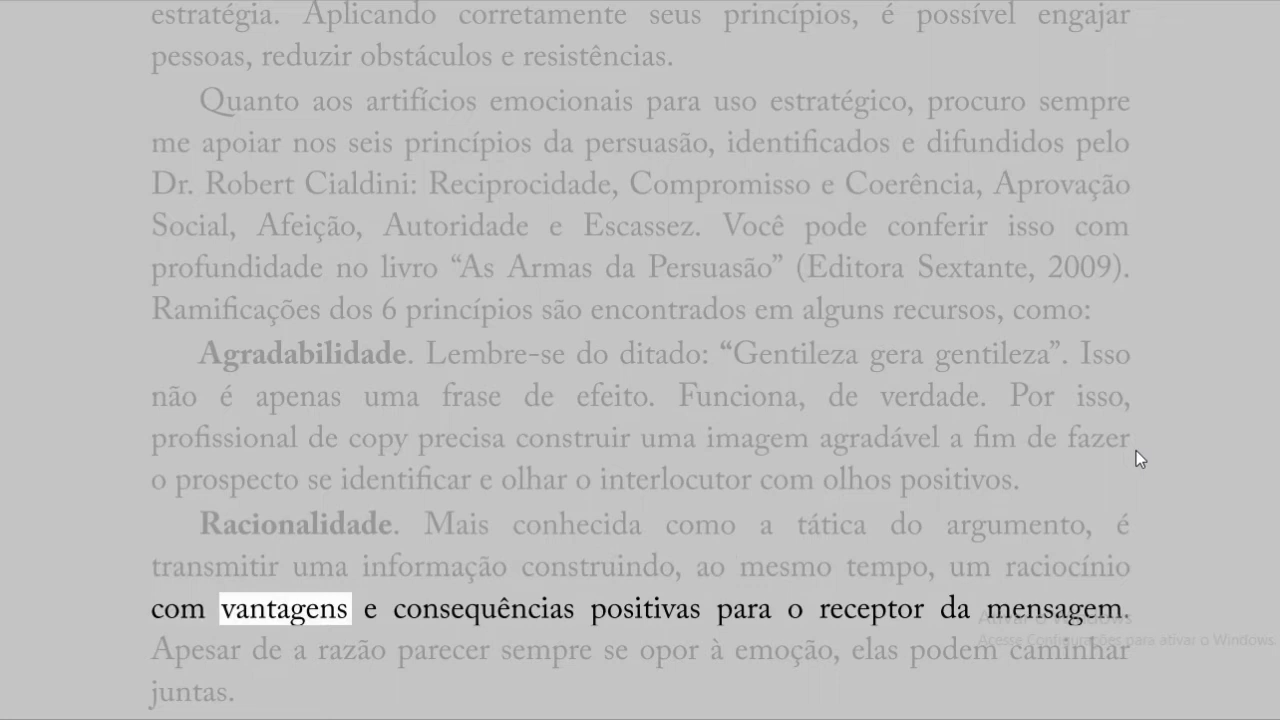 estratégia. Aplicando corretamente seus princípios, é possível engajar
pessoas, reduzir obstáculos e resistências.
Quanto aos artifícios emocionais para uso estratégico, procuro sempre
me apoiar nos seis princípios da persuasão, identificados e difundidos pelo
Dr. Robert Cialdini: Reciprocidade, Compromisso e Coerência, Aprovação
Social, Afeição, Autoridade e Escassez. Você pode conferir isso com
profundidade no livro “As Armas da Persuasão” (Editora Sextante, 2009).
Ramificações dos 6 princípios são encontrados em alguns recursos, como:
Agradabilidade. Lembre-se do ditado: “Gentileza gera gentileza”. Isso
não é apenas uma frase de efeito. Funciona, de verdade. Por isso,
profissional de copy precisa construir uma imagem agradável a fim de fazer
o prospecto se identificar e olhar o interlocutor com olhos positivos.
Racionalidade. Mais conhecida como a tática do argumento, é
transmitir uma informação construindo, ao mesmo tempo, um raciocínio
com vantagens e consequências positivas para o receptor da mensagem.
Apesar de a razão parecer sempre se opor à emoção, elas podem caminhar
juntas.
Ativar o Windows
Acesse Configurações para ativar o Windows.